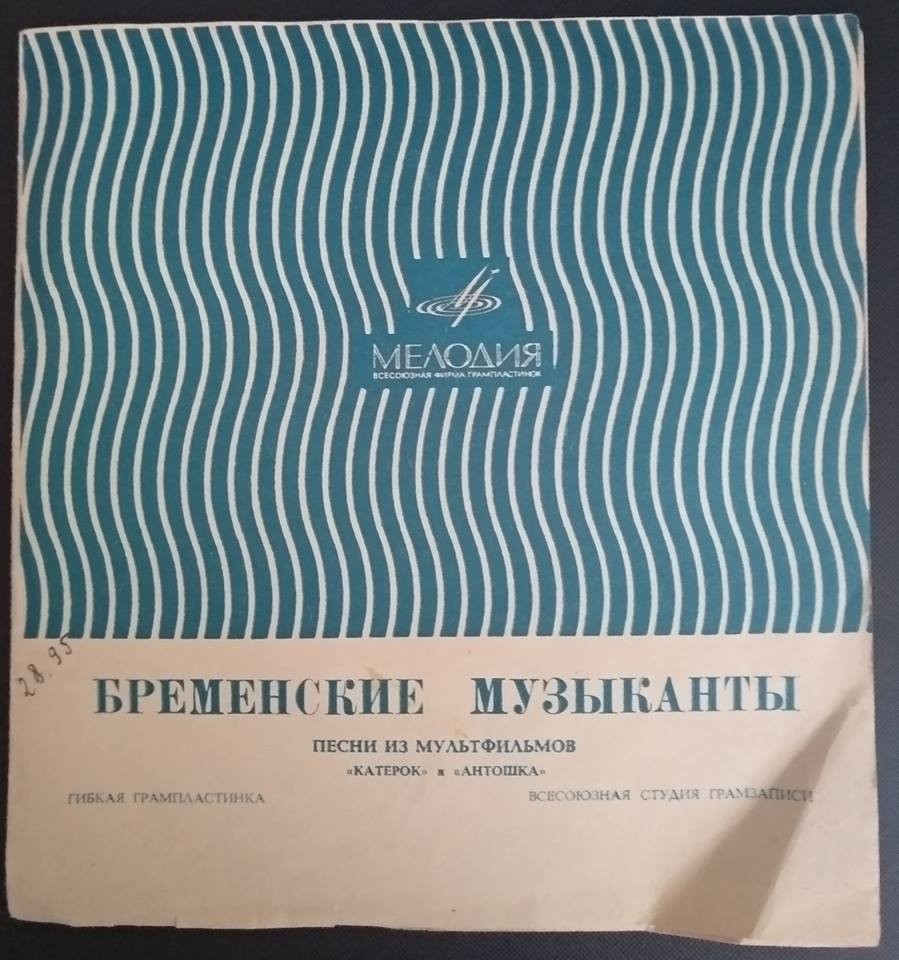 МЕЛОДИЯ
ВСЕСОЮЗНАЯ ФИРМА ГРАМПЛАСТИНОК
28.95
БРЕМЕНСКИЕ МУЗЫКАНТЫ
ПЕСНИ ИЗ МУЛЬТФИЛЬМОВ
«КАТЕРОК» и «АНТОШКА»
ГИБКАЯ ГРАМПЛАСТИНКА ВСЕСОЮЗНАЯ СТУДИЯ ГРАМЗАПИСИ